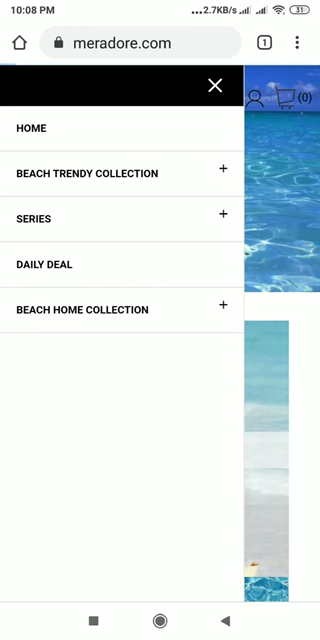 10:08 PM
...2.7KB/s
31
meradore.com
1
(0)
HOME
BEACH TRENDY COLLECTION +
SERIES +
DAILY DEAL
BEACH HOME COLLECTION +